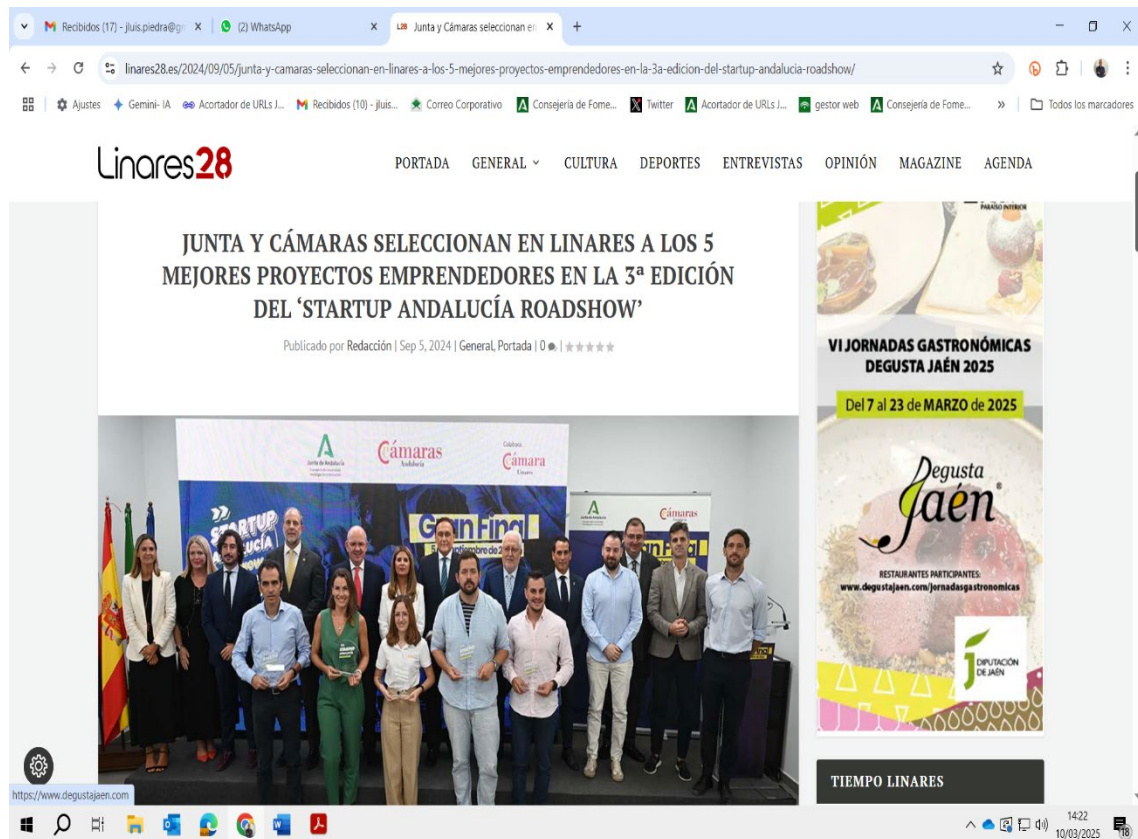 Recibidos (17) - jluis.piedra@gm
(2) WhatsApp
L28 Junta y Cámaras seleccionan en
linares28.es/2024/09/05/junta-y-camaras-seleccionan-en-linares-a-los-5-mejores-proyectos-emprendedores-en-la-3a-edicion-del-startup-andalucia-roadshow/
Ajustes Gemini- IA Acortador de URLs J... Recibidos (10) - jluis... Correo Corporativo Consejería de Fome... Twitter Acortador de URLs J... gestor web Consejería de Fome... » Todos los marcadores
Linares28
PORTADA GENERAL CULTURA DEPORTES ENTREVISTAS OPINIÓN MAGAZINE AGENDA
JUNTA Y CÁMARAS SELECCIONAN EN LINARES A LOS 5
MEJORES PROYECTOS EMPRENDEDORES EN LA 3ª EDICIÓN
DEL ‘STARTUP ANDALUCÍA ROADSHOW’
Publicado por Redacción | Sep 5, 2024 | General, Portada | 0
Junta de Andalucía
Cámaras
Andalucía
Cámara
Linares
STARTUP
Gran Final
Cámaras
PARAÍSO INTERIOR
VI JORNADAS GASTRONÓMICAS
DEGUSTA JAÉN 2025
Del 7 al 23 de MARZO de 2025
Degusta
Jaén
RESTAURANTES PARTICIPANTES:
www.degustajaen.com/jornadasgastronomicas
DIPUTACIÓN
DE JAÉN
TIEMPO LINARES
https://www.degustajaen.com
14:22
10/03/2025
18